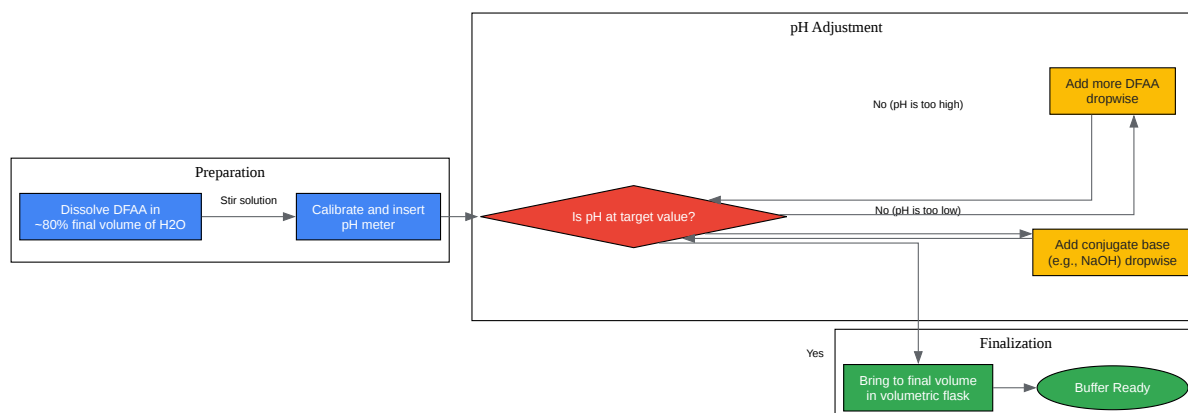 pH Adjustment
Add more DFAA
dropwise
No (pH is too high)
Preparation
Dissolve DFAA in
~80% final volume of H2O
Stir solution
Calibrate and insert
pH meter
Is pH at target value?
No (pH is too low)
Add conjugate base
(e.g., NaOH) dropwise
Yes
Finalization
Bring to final volume
in volumetric flask
Buffer Ready